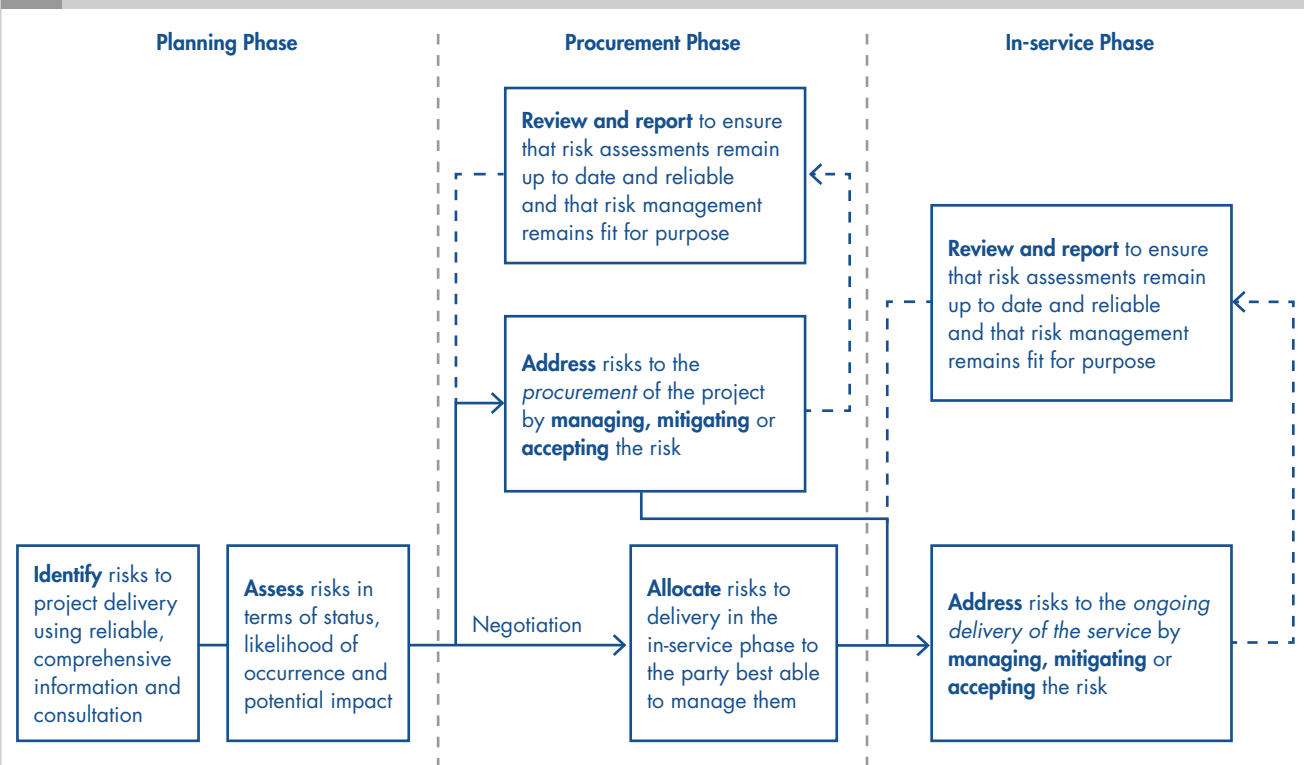 Planning Phase
Procurement Phase
In-service Phase
Review and report to ensure
that risk assessments remain
up to date and reliable
and that risk management
remains fit for purpose
Review and report to ensure
that risk assessments remain
up to date and reliable
and that risk management
remains fit for purpose
Address risks to the
procurement of the project
by managing, mitigating or
accepting the risk
Identify risks to
project delivery
using reliable,
comprehensive
information and
consultation
Assess risks in
terms of status,
likelihood of
occurrence and
potential impact
Negotiation
Allocate risks to
delivery in the
in-service phase to
the party best able
to manage them
Address risks to the ongoing
delivery of the service by
managing, mitigating or
accepting the risk